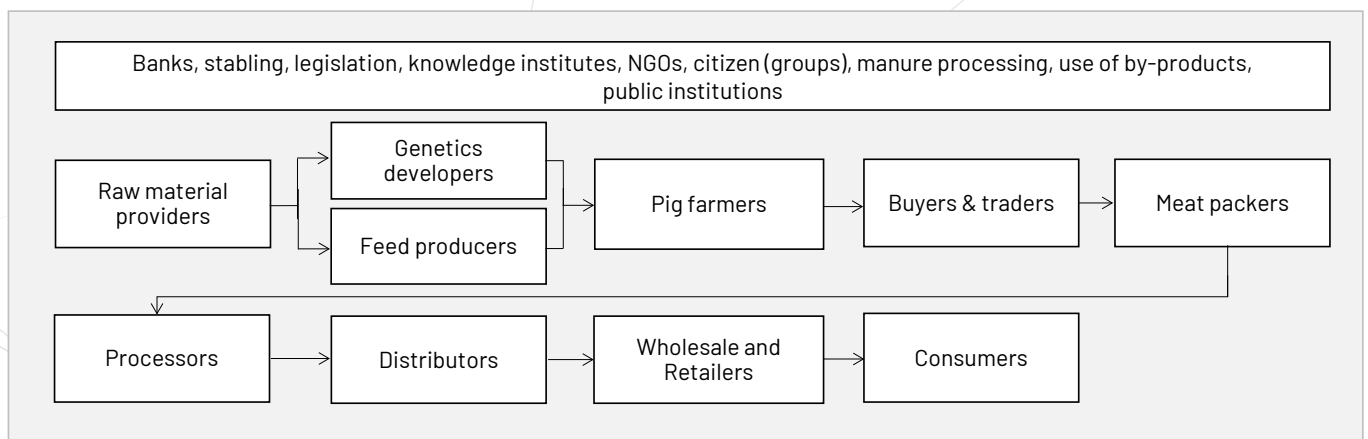 Banks, stabling, legislation, knowledge institutes, NGOs, citizen (groups), manure processing, use of by-products,
public institutions
Raw material
providers
Genetics
developers
Feed producers
Pig farmers
Buyers & traders
Meat packers
Processors
Distributors
Wholesale and
Retailers
Consumers